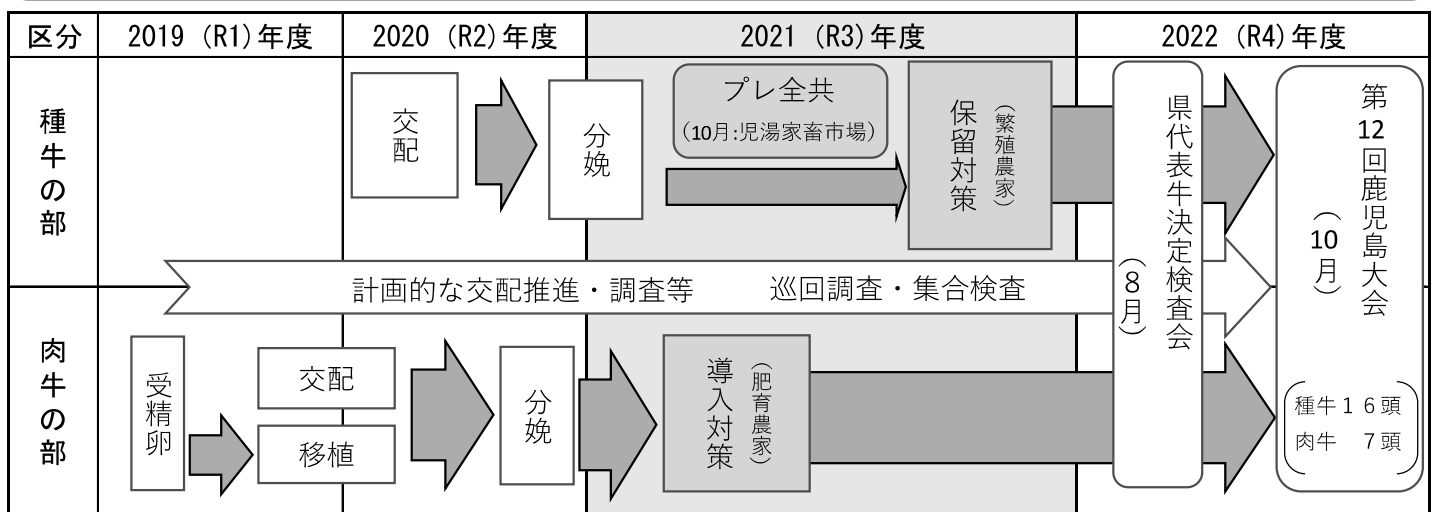 区分
2019 (R1)年度
2020 (R2)年度
2021 (R3)年度
2022 (R4)年度
種牛の部
交配
分娩
プレ全共
(10月:児湯家畜市場)
保留対策
(繁殖農家)
県代表牛決定検査会
(8月)
第12回鹿児島大会
(10月)
種牛16頭
肉牛 7頭
計画的な交配推進・調査等
巡回調査・集合検査
肉牛の部
受精卵
交配
移植
分娩
導入対策
(肥育農家)